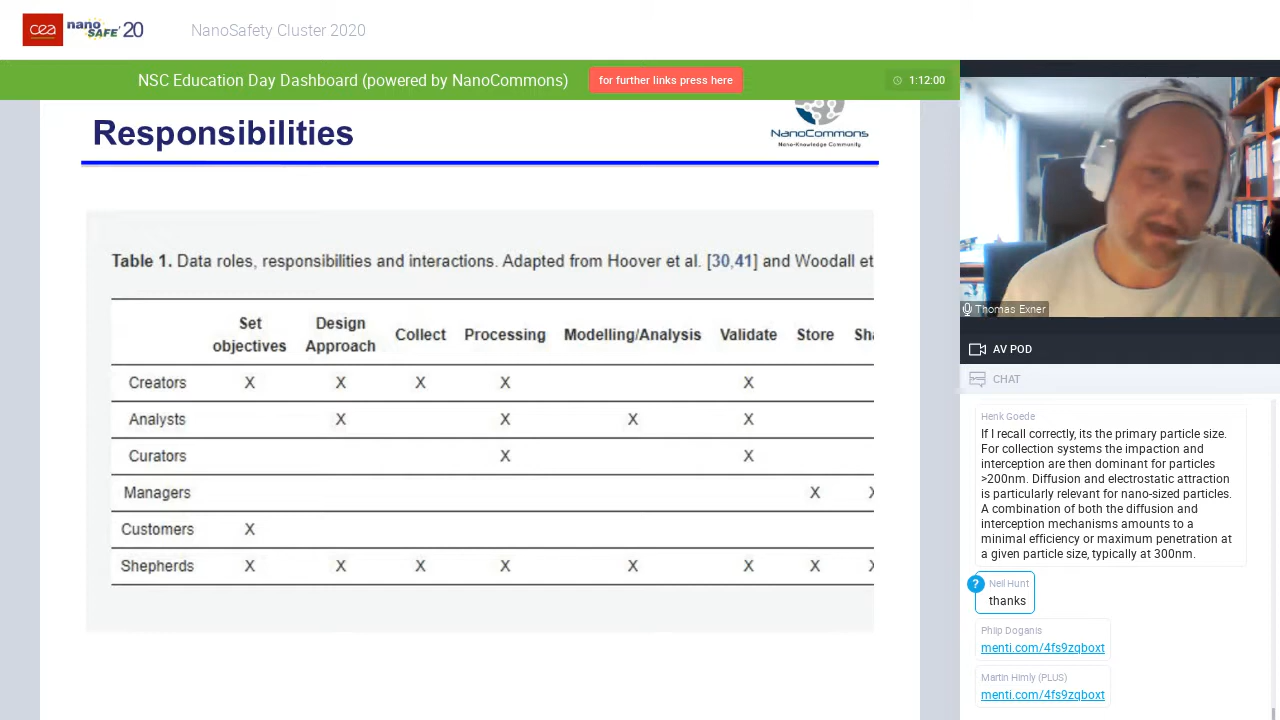 cea nano SAFE' 20
NanoSafety Cluster 2020
NSC Education Day Dashboard (powered by NanoCommons)
for further links press here
1:12:00
Responsibilities
NanoCommons
Nano-Knowledge Community
Table 1. Data roles, responsibilities and interactions. Adapted from Hoover et al. [30,41] and Woodall et
Set objectives Design Approach Collect Processing Modelling/Analysis Validate Store Sha
Creators X X X X X
Analysts X X X X
Curators X X
Managers X X
Customers X
Shepherds X X X X X X X X
Thomas Exner
AV POD
CHAT
Henk Goede
If I recall correctly, its the primary particle size.
For collection systems the impaction and
interception are then dominant for particles
>200nm. Diffusion and electrostatic attraction
is particularly relevant for nano-sized particles.
A combination of both the diffusion and
interception mechanisms amounts to a
minimal efficiency or maximum penetration at
a given particle size, typically at 300nm.
?
Neil Hunt
thanks
Phlip Doganis
menti.com/4fs9zqboxt
Martin Himly (PLUS)
menti.com/4fs9zqboxt